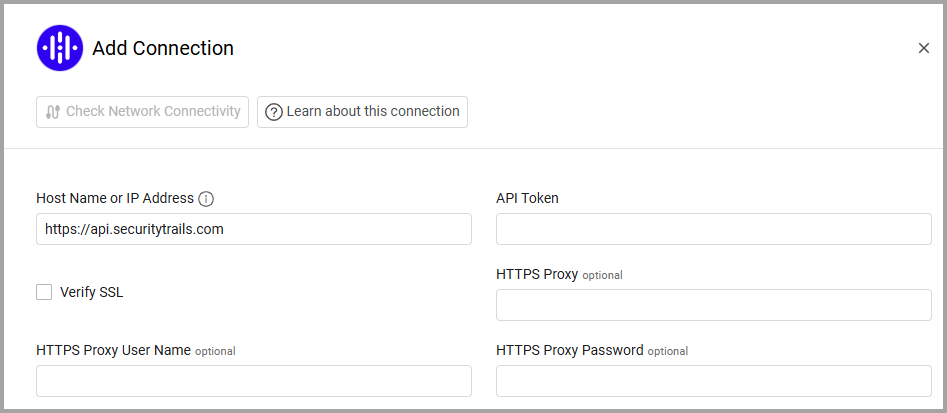 Add Connection
Check Network Connectivity
Learn about this connection
Host Name or IP Address
API Token
https://api.securitytrails.com
HTTPS Proxy optional
Verify SSL
HTTPS Proxy User Name optional
HTTPS Proxy Password optional